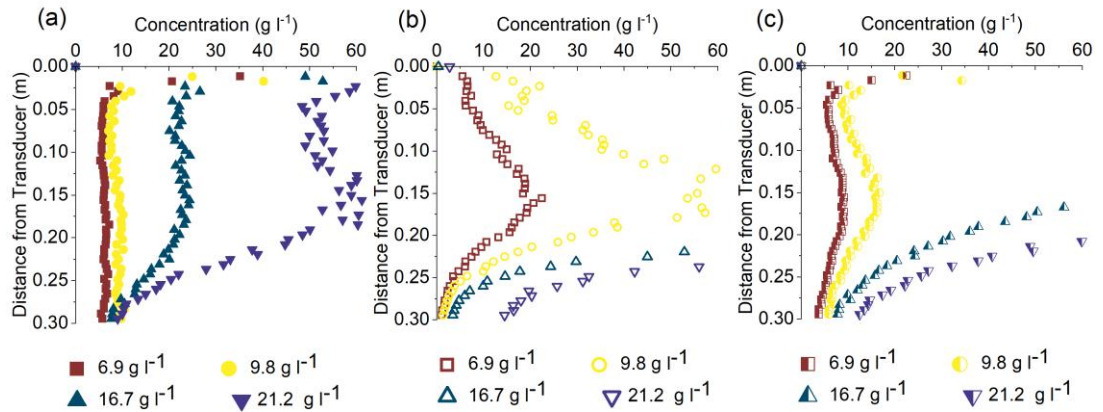 (a)
Concentration (g l⁻¹)
0 10 20 30 40 50 60
Distance from Transducer (m)
0.00
0.05
0.10
0.15
0.20
0.25
0.30
6.9 g l⁻¹ 9.8 g l⁻¹
16.7 g l⁻¹ 21.2 g l⁻¹
(b)
Concentration (g l⁻¹)
0 10 20 30 40 50 60
Distance from Transducer (m)
0.00
0.05
0.10
0.15
0.20
0.25
0.30
6.9 g l⁻¹ 9.8 g l⁻¹
16.7 g l⁻¹ 21.2 g l⁻¹
(c)
Concentration (g l⁻¹)
0 10 20 30 40 50 60
Distance from Transducer (m)
0.00
0.05
0.10
0.15
0.20
0.25
0.30
6.9 g l⁻¹ 9.8 g l⁻¹
16.7 g l⁻¹ 21.2 g l⁻¹